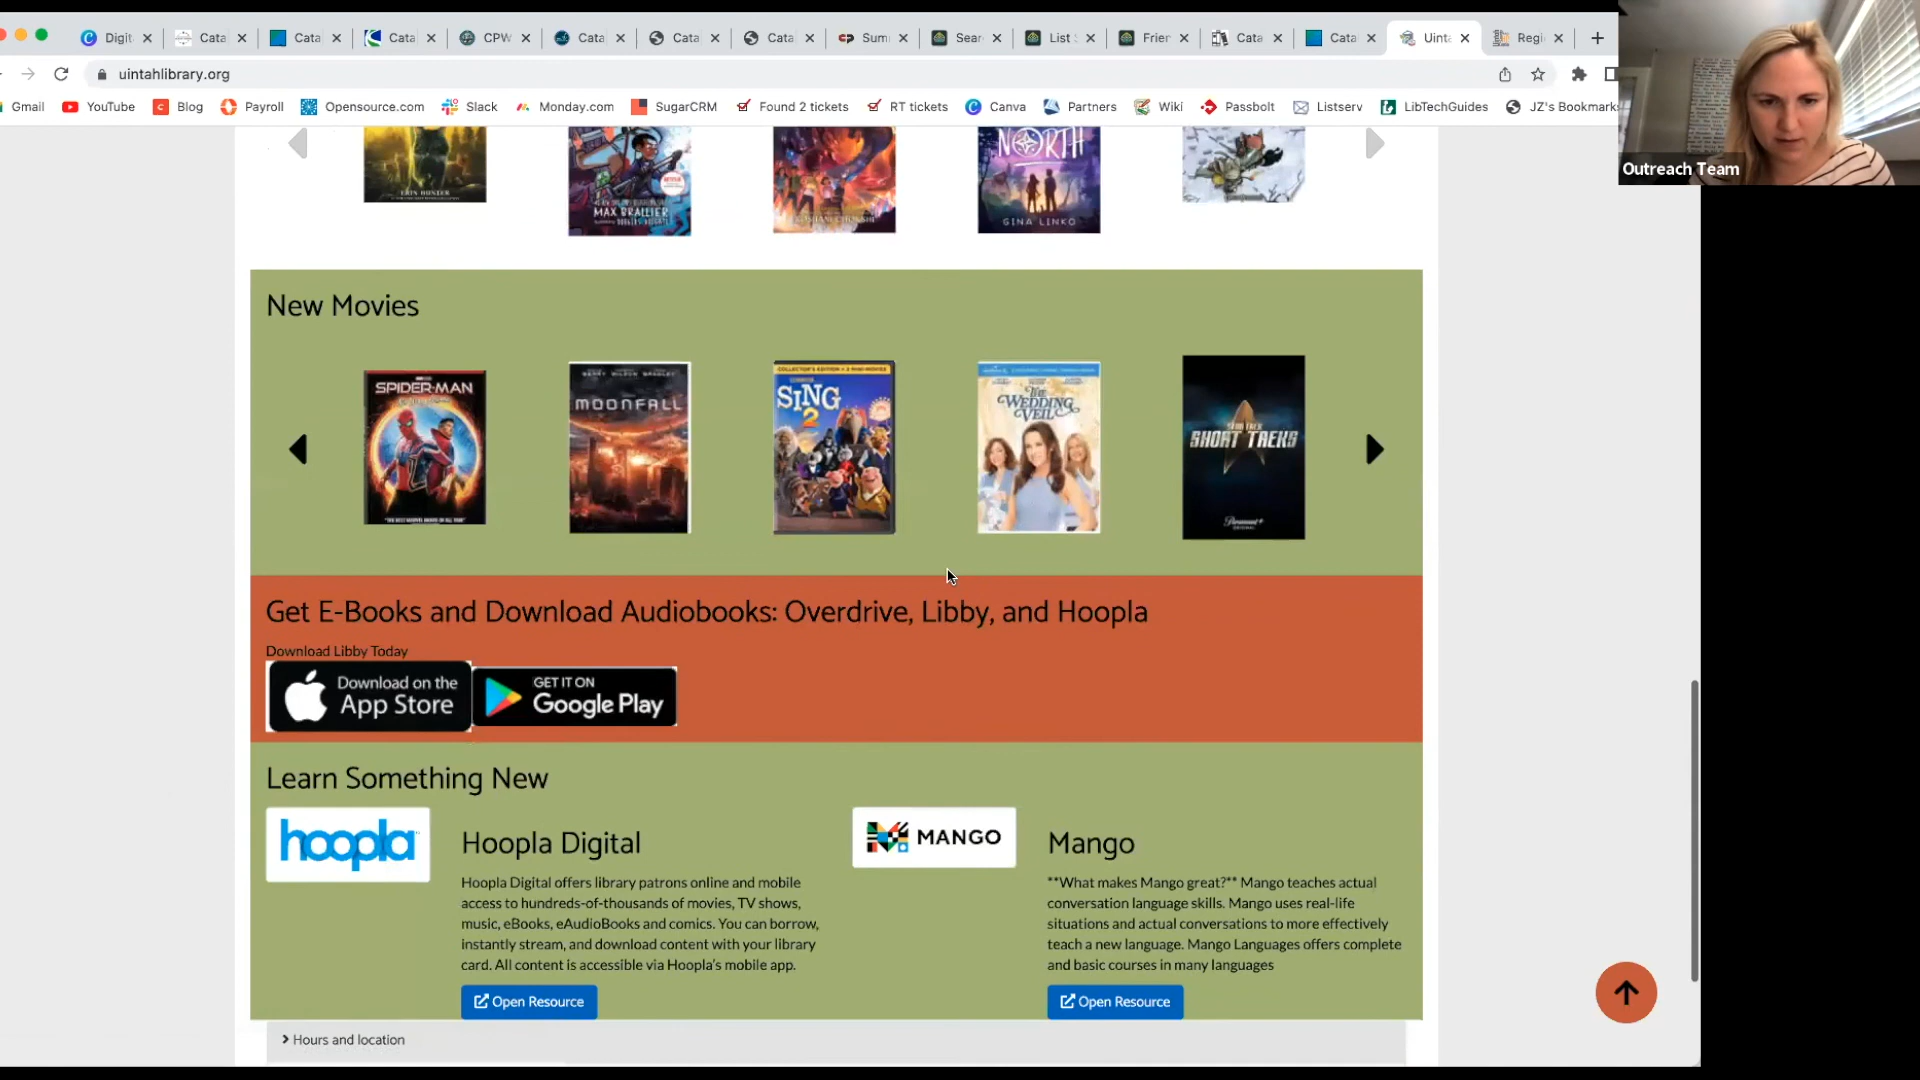 Digit
Cata
Cata
Cata
CPW
Cata
Cata
Cata
Sum
Sear
List
Frier
Cata
Cata
Uinta
Regi
uintahlibrary.org
Gmail
YouTube
Blog
Payroll
Opensource.com
Slack
Monday.com
SugarCRM
Found 2 tickets
RT tickets
Canva
Partners
Wiki
Passbolt
Listserv
LibTechGuides
JZ's Bookmark
Outreach Team
ERIN HUNTER
MAX BRALLIER
NORTH
GINA LINKO
New Movies
SPIDER-MAN
MOONFALL
COLLECTOR'S EDITION
SING
2
THE
WEDDING
VEIL
STAR TREK
SHORT TREKS
Paramount+
ORIGINAL
Get E-Books and Download Audiobooks: Overdrive, Libby, and Hoopla
Download Libby Today
Download on the
App Store
GET IT ON
Google Play
Learn Something New
hoopla
Hoopla Digital
Hoopla Digital offers library patrons online and mobile
access to hundreds-of-thousands of movies, TV shows,
music, eBooks, eAudioBooks and comics. You can borrow,
instantly stream, and download content with your library
card. All content is accessible via Hoopla's mobile app.
Open Resource
MANGO
Mango
**What makes Mango great?** Mango teaches actual
conversation language skills. Mango uses real-life
situations and actual conversations to more effectively
teach a new language. Mango Languages offers complete
and basic courses in many languages
Open Resource
Hours and location